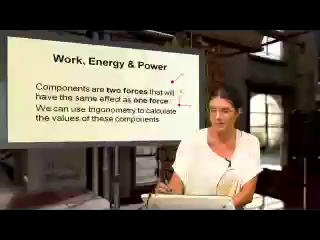 Work, Energy & Power
Components are two forces that will
have the same effect as one force.
We can use trigonometry to calculate
the values of these components